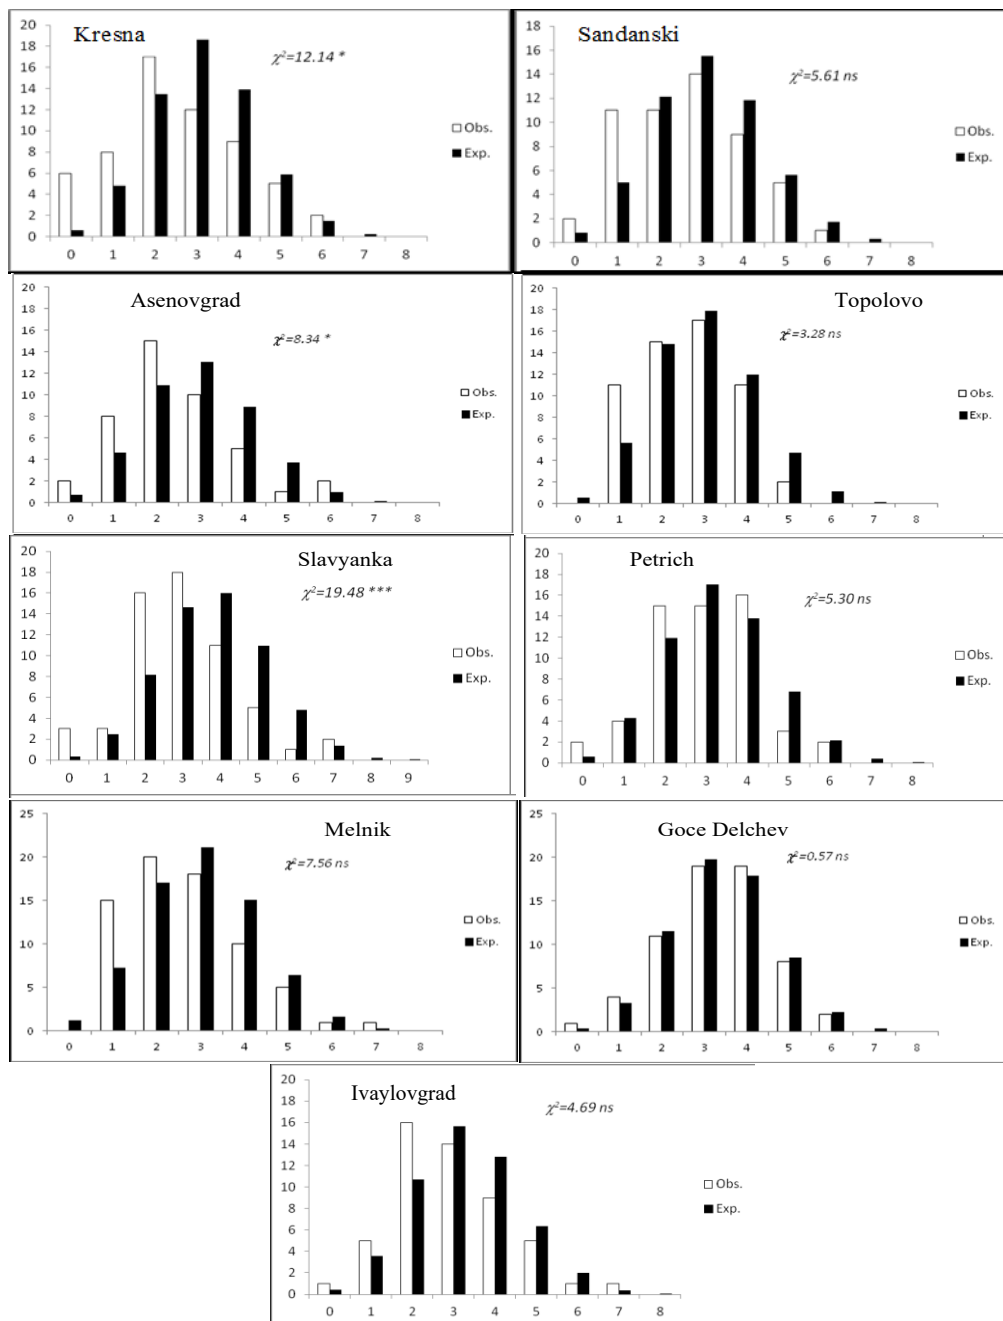 Kresna
χ²=12.14 *
20
18
16
14
12
10
8
6
4
2
0
0 1 2 3 4 5 6 7 8
Obs.
Exp.
Sandanski
χ²=5.61 ns
18
16
14
12
10
8
6
4
2
0
0 1 2 3 4 5 6 7 8
Obs.
Exp.
Asenovgrad
χ²=8.34 *
18
16
14
12
10
8
6
4
2
0
0 1 2 3 4 5 6 7 8
Obs.
Exp.
Topolovo
χ²=3.28 ns
20
18
16
14
12
10
8
6
4
2
0
0 1 2 3 4 5 6 7 8
Obs.
Exp.
Slavyanka
χ²=19.48 ***
20
18
16
14
12
10
8
6
4
2
0
0 1 2 3 4 5 6 7 8 9
Obs.
Exp.
Petrich
χ²=5.30 ns
20
18
16
14
12
10
8
6
4
2
0
0 1 2 3 4 5 6 7 8
Obs.
Exp.
Melnik
χ²=7.56 ns
25
20
15
10
5
0
0 1 2 3 4 5 6 7 8
Obs.
Exp.
Goce Delchev
χ²=0.57 ns
25
20
15
10
5
0
0 1 2 3 4 5 6 7 8
Obs.
Exp.
Ivaylovgrad
χ²=4.69 ns
20
18
16
14
12
10
8
6
4
2
0
0 1 2 3 4 5 6 7 8
Obs.
Exp.